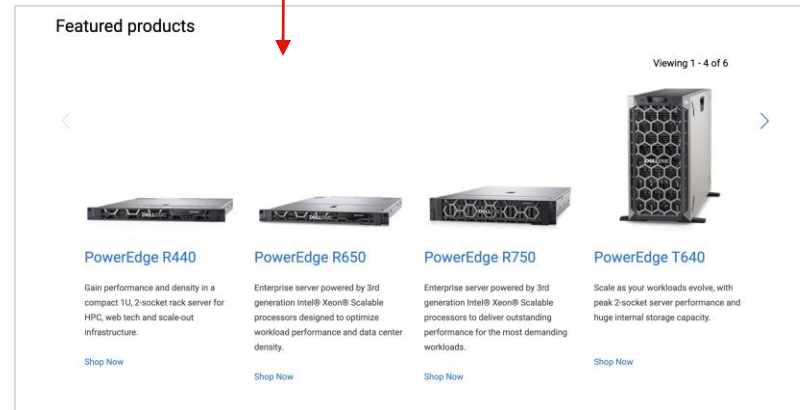 Featured products
Viewing 1 - 4 of 6
DELLEMC
DELLEMC
DELL
DELLEMC
PowerEdge R440
Gain performance and density in a
compact 1U, 2-socket rack server for
HPC, web tech and scale-out
infrastructure.
Shop Now
PowerEdge R650
Enterprise server powered by 3rd
generation Intel® Xeon® Scalable
processors designed to optimize
workload performance and data center
density.
Shop Now
PowerEdge R750
Enterprise server powered by 3rd
generation Intel® Xeon® Scalable
processors to deliver outstanding
performance for the most demanding
workloads.
Shop Now
PowerEdge T640
Scale as your workloads evolve, with
peak 2-socket server performance and
huge internal storage capacity.
Shop Now